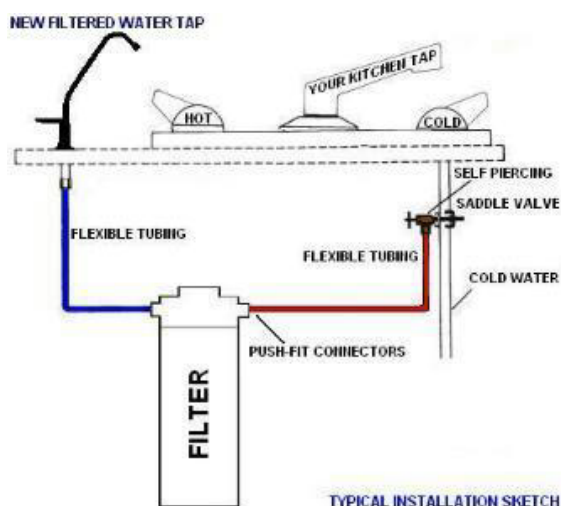 NEW FILTERED WATER TAP
YOUR KITCHEN TAP
HOT
COLD
SELF PIERCING
SADDLE VALVE
FLEXIBLE TUBING
FLEXIBLE TUBING
COLD WATER
PUSH-FIT CONNECTORS
FILTER
TYPICAL INSTALLATION SKETCH